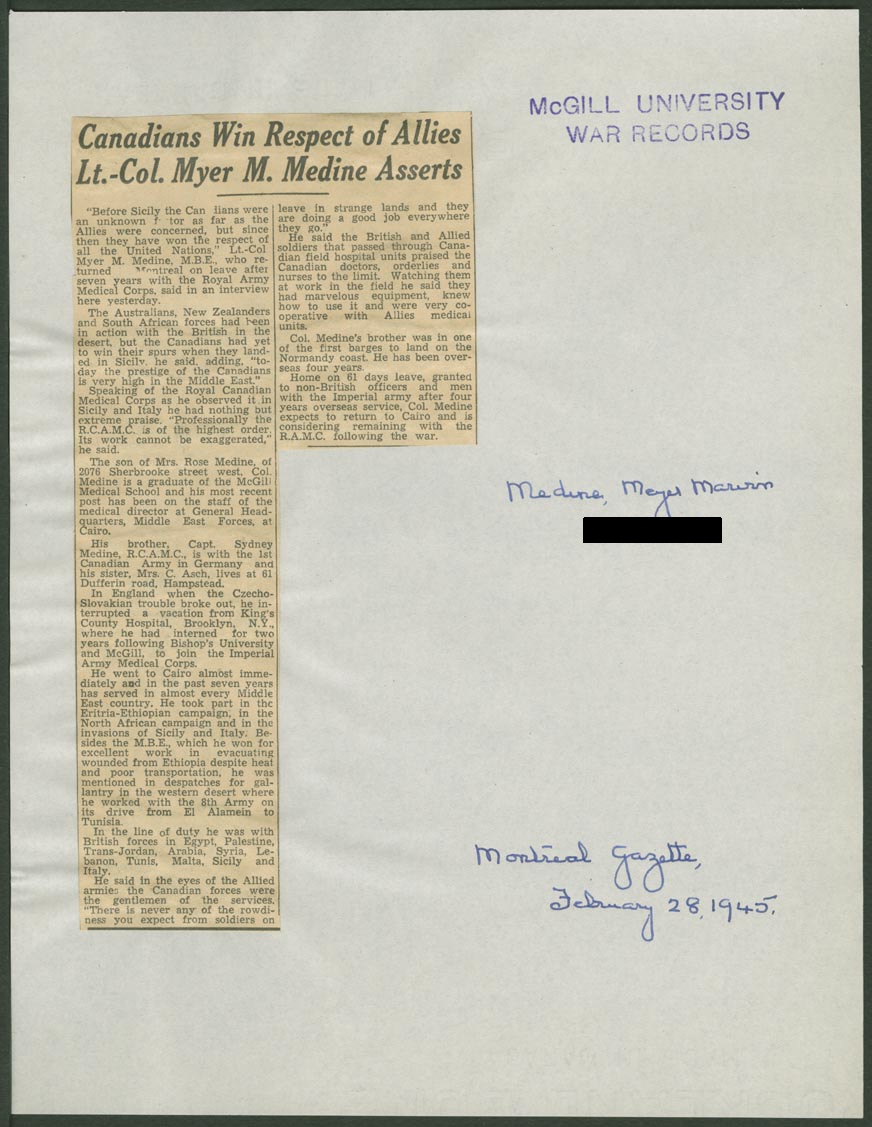 McGILL UNIVERSITY
WAR RECORDS
Canadians Win Respect of Allies
Lt.-Col. Myer M. Medine Asserts
"Before Sicily the Can lians were
an unknown f tor as far as the
Allies were concerned, but since
then they have won the respect of
all the United Nations," Lt.-Col
Myer M. Medine, M.B.E., who re-
turned Montreal on leave after
seven years with the Royal Army
Medical Corps, said in an interview
here yesterday.
The Australians, New Zealanders
and South African forces had been
in action with the British in the
desert, but the Canadians had yet
to win their spurs when they land-
ed in Sicily, he said, adding, "to-
day the prestige of the Canadians
is very high in the Middle East."
Speaking of the Royal Canadian
Medical Corps as he observed it in
Sicily and Italy he had nothing but
extreme praise. "Professionally the
R.C.A.M.C. is of the highest order.
Its work cannot be exaggerated,"
he said.
The son of Mrs. Rose Medine, of
2076 Sherbrooke street west, Col.
Medine is a graduate of the McGill
Medical School and his most recent
post has been on the staff of the
medical director at General Head-
quarters, Middle East Forces, at
Cairo.
His brother, Capt. Sydney
Medine, R.C.A.M.C., is with the 1st
Canadian Army in Germany and
his sister, Mrs. C. Asch, lives at 61
Dufferin road, Hampstead.
In England when the Czecho-
Slovakian trouble broke out, he in-
terrupted a vacation from King's
County Hospital, Brooklyn, N.Y.,
where he had interned for two
years following Bishop's University
and McGill, to join the Imperial
Army Medical Corps.
He went to Cairo almost imme-
diately and in the past seven years
has served in almost every Middle
East country. He took part in the
Eritria-Ethiopian campaign, in the
North African campaign and in the
invasions of Sicily and Italy. Be-
sides the M.B.E., which he won for
excellent work in evacuating
wounded from Ethiopia despite heat
and poor transportation, he was
mentioned in despatches for gal-
lantry in the western desert where
he worked with the 8th Army on
its drive from El Alamein to
Tunisia.
In the line of duty he was with
British forces in Egypt, Palestine,
Trans-Jordan, Arabia, Syria, Le-
banon, Tunis, Malta, Sicily and
Italy.
He said in the eyes of the Allied
armies the Canadian forces were
the gentlemen of the services.
"There is never any of the rowdi-
ness you expect from soldiers on
leave in strange lands and they
are doing a good job everywhere
they go."
He said the British and Allied
soldiers that passed through Cana-
dian field hospital units praised the
Canadian doctors, orderlies and
nurses to the limit. Watching them
at work in the field he said they
had marvelous equipment, knew
how to use it and were very co-
operative with Allies medical
units.
Col. Medine's brother was in one
of the first barges to land on the
Normandy coast. He has been over-
seas four years.
Home on 61 days leave, granted
to non-British officers and men
with the Imperial army after four
years overseas service, Col. Medine
expects to return to Cairo and is
considering remaining with the
R.A.M.C. following the war.
Medine, Meyer Marvin
Montreal Gazette,
February 28, 1945.